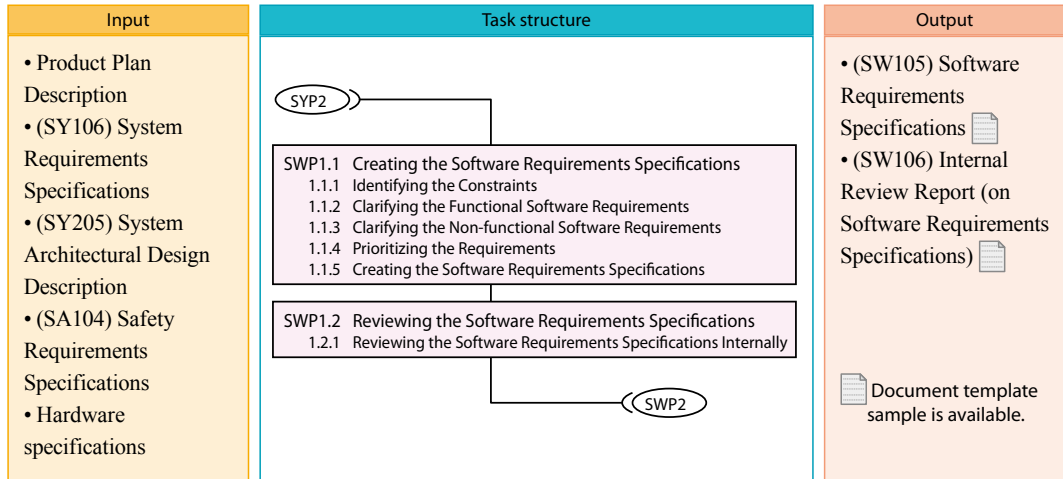 Input
• Product Plan
Description
• (SY106) System
Requirements
Specifications
• (SY205) System
Architectural Design
Description
• (SA104) Safety
Requirements
Specifications
• Hardware
specifications
Task structure
SYP2
SWP1.1 Creating the Software Requirements Specifications
1.1.1 Identifying the Constraints
1.1.2 Clarifying the Functional Software Requirements
1.1.3 Clarifying the Non-functional Software Requirements
1.1.4 Prioritizing the Requirements
1.1.5 Creating the Software Requirements Specifications
SWP1.2 Reviewing the Software Requirements Specifications
1.2.1 Reviewing the Software Requirements Specifications Internally
SWP2
Output
• (SW105) Software
Requirements
Specifications
• (SW106) Internal
Review Report (on
Software Requirements
Specifications)
Document template
sample is available.